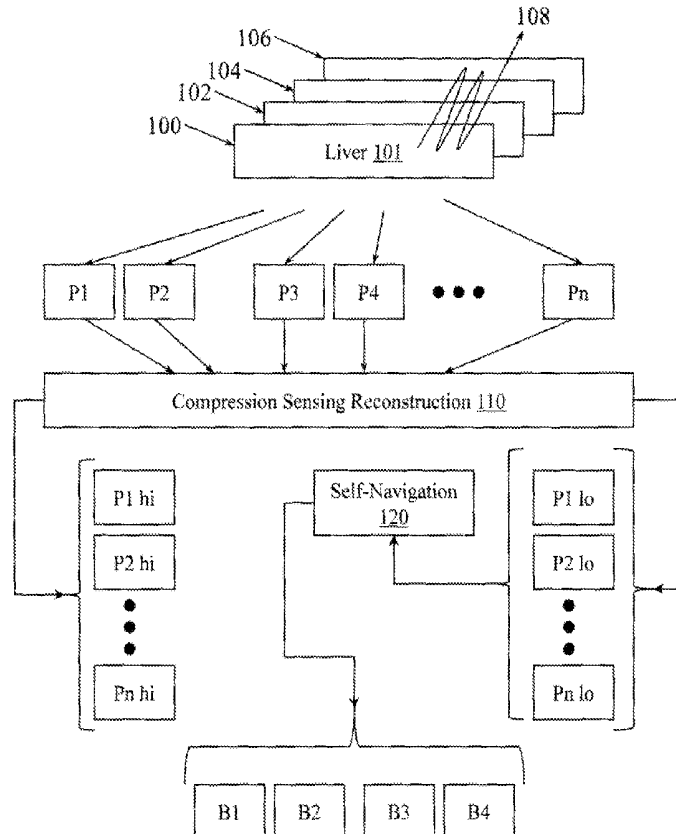 106
108
104
102
100
Liver 101
P1 P2 P3 P4 Pn
Compression Sensing Reconstruction 110
P1 hi
Self-Navigation
120
P1 lo
P2 hi
P2 lo
Pn hi
Pn lo
B1 B2 B3 B4